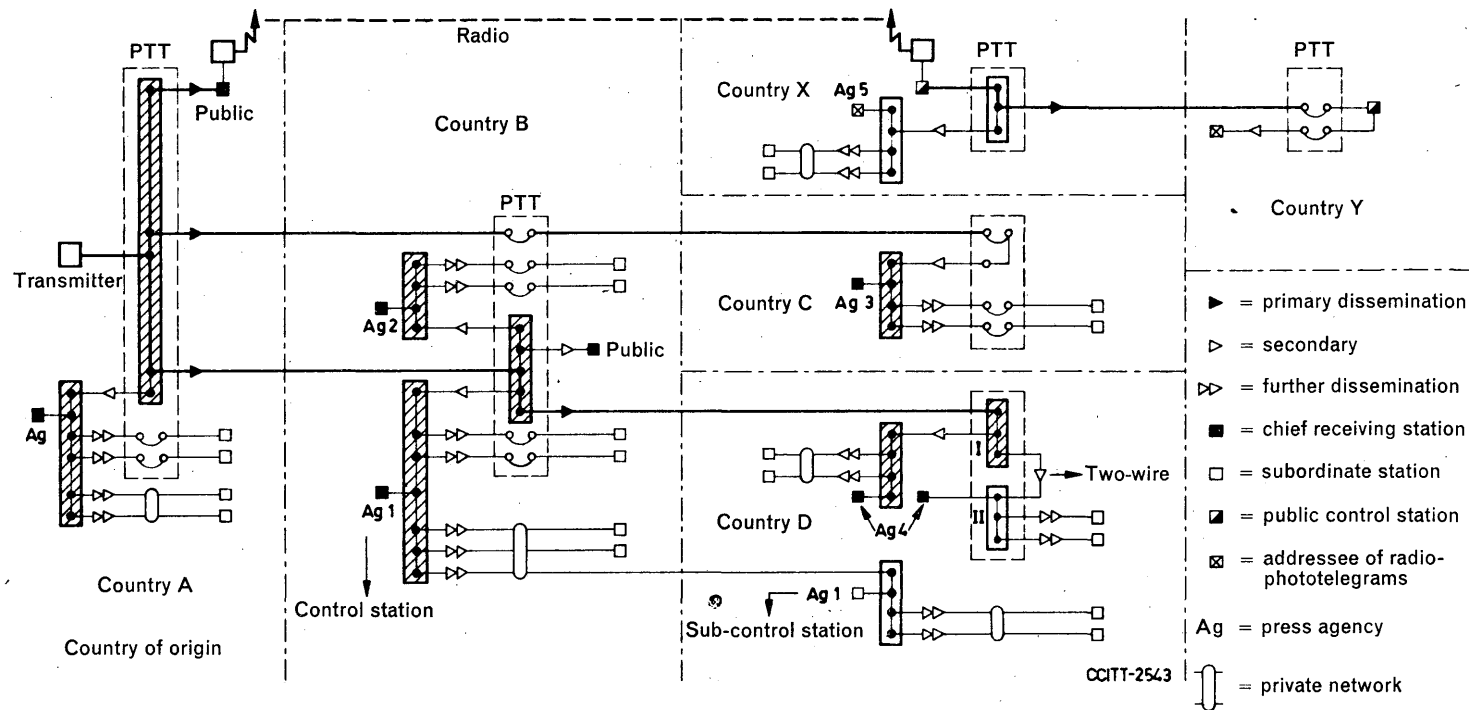 Radio
PTT
PTT
PTT
Public
Country X
Ag 5
Country B
PTT
Country Y
Transmitter
Country C
Ag 3
Ag 2
Public
Ag
I
Two-wire
Ag 1
Country D
Ag 4
II
Country A
Control station
Ag 1
Sub-control station
Country of origin
CCITT-2543
= primary dissemination
= secondary
= further dissemination
= chief receiving station
= subordinate station
= public control station
= addressee of radio-
phototelegrams
Ag = press agency
= private network